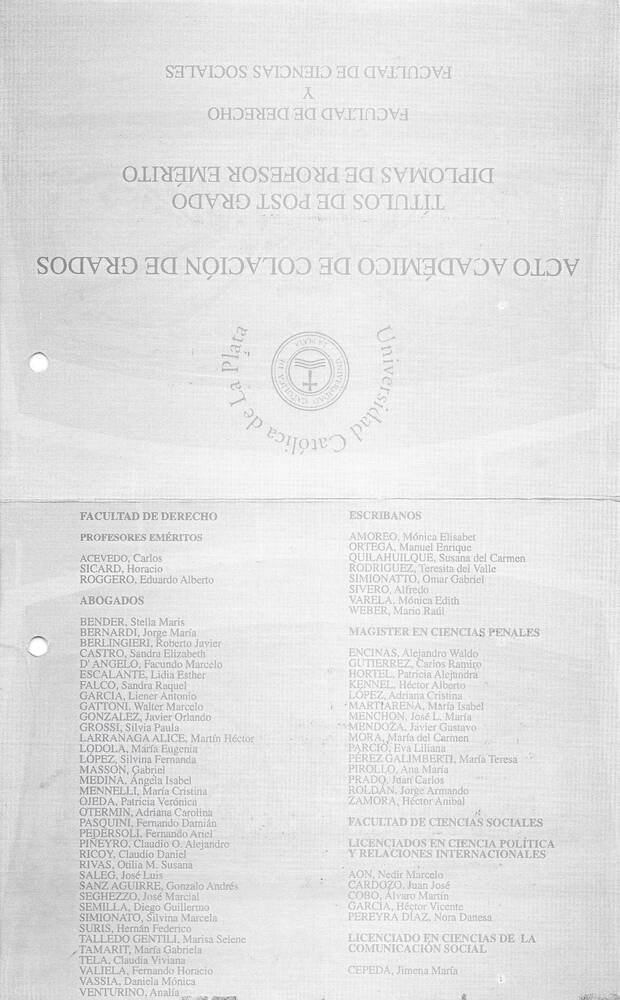 ACTO ACADÉMICO DE COLACIÓN DE GRADOS
TÍTULOS DE POST GRADO
DIPLOMAS DE PROFESOR EMÉRITO
FACULTAD DE DERECHO
Y
FACULTAD DE CIENCIAS SOCIALES
Universidad Católica de La Plata
FACULTAD DE DERECHO
PROFESORES EMÉRITOS
ACEVEDO, Carlos
SICARD, Horacio
ROGGERO, Eduardo Alberto
ABOGADOS
BENDER, Stella Maris
BERNARDI, Jorge María
BERLINGIERI, Roberto Javier
CASTRO, Sandra Elizabeth
D'ANGELO, Facundo Marcelo
ESCALANTE, Lidia Esther
FALCO, Sandra Raquel
GARCIA, Liener Antonio
GATTONI, Walter Marcelo
GONZALEZ, Javier Orlando
GROSSI, Silvia Paula
LARRAÑAGA ALICE, Martín Héctor
LODOLA, María Eugenia
LÓPEZ, Silvina Fernanda
MASSÓN, Gabriel
MEDINA, Ángela Isabel
MENNELLI, María Cristina
OJEDA, Patricia Verónica
OTERMIN, Adriana Carolina
PASQUINI, Fernando Damián
PEDERSOLI, Fernando Ariel
PIÑEYRO, Claudio O. Alejandro
RICOY, Claudio Daniel
RIVAS, Otilia M. Susana
SALEG, José Luis
SANZ AGUIRRE, Gonzalo Andrés
SEGHEZZO, José Marcial
SEMILLA, Diego Guillermo
SIMIONATO, Silvina Marcela
SURIS, Hernán Federico
TALLEDO GENTILI, Marisa Selene
TAMARIT, María Gabriela
TELA, Claudia Viviana
VALIELA, Fernando Horacio
VASSIA, Daniela Mónica
VENTURINO, Analía
ESCRIBANOS
AMOREO, Mónica Elisabet
ORTEGA, Manuel Enrique
QUILAHUILQUE, Susana del Carmen
RODRIGUEZ, Teresita del Valle
SIMIONATTO, Omar Gabriel
SIVERO, Alfredo
VARELA, Mónica Edith
WEBER, Mario Raúl
MAGISTER EN CIENCIAS PENALES
ENCINAS, Alejandro Waldo
GUTIERREZ, Carlos Ramiro
HORTEL, Patricia Alejandra
KENNEL, Héctor Alberto
LÓPEZ, Adriana Cristina
MARTIARENA, María Isabel
MENCHON, José L. María
MENDOZA, Javier Gustavo
MORA, María del Carmen
PARCIO, Eva Liliana
PÉREZ GALIMBERTI, María Teresa
PIROLLO, Ana María
PRADO, Juan Carlos
ROLDÁN, Jorge Armando
ZAMORA, Héctor Anibal
FACULTAD DE CIENCIAS SOCIALES
LICENCIADOS EN CIENCIA POLÍTICA
Y RELACIONES INTERNACIONALES
AON, Nedir Marcelo
CARDOZO, Juan José
COBO, Álvaro Martín
GARCIA, Héctor Vicente
PEREYRA DÍAZ, Nora Danesa
LICENCIADO EN CIENCIAS DE LA
COMUNICACIÓN SOCIAL
CEPEDA, Jimena María